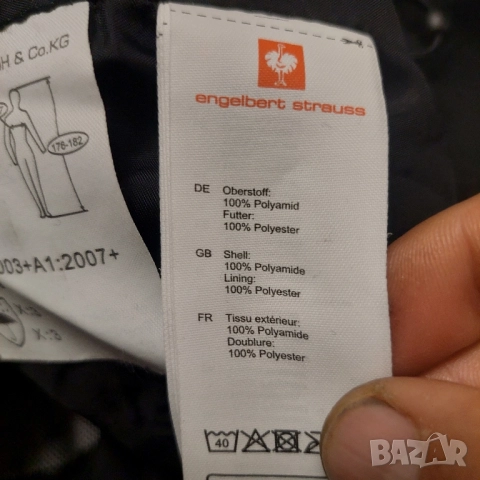 H & Co.KG
176-182
003+A1:2007+
X:3
X:3
engelbert strauss
DE Oberstoff:
100% Polyamid
Futter:
100% Polyester
GB Shell:
100% Polyamide
Lining:
100% Polyester
FR Tissu extérieur:
100% Polyamide
Doublure:
100% Polyester
40
BAZAR